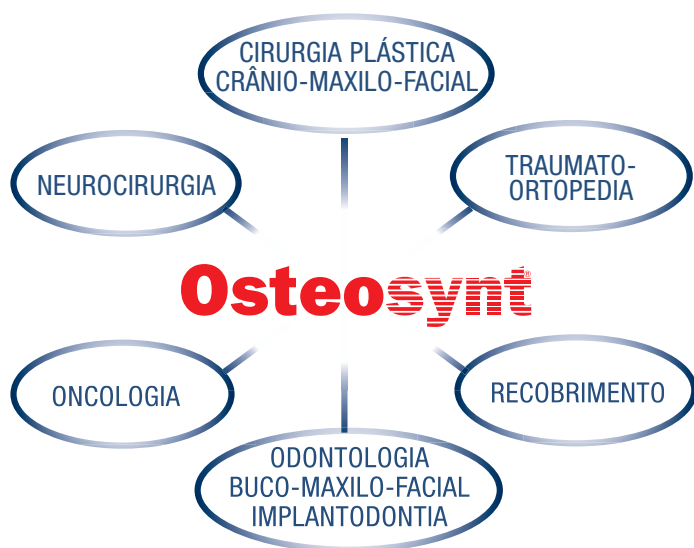 CIRURGIA PLÁSTICA
CRÂNIO-MAXILO-FACIAL
NEUROCIRURGIA
TRAUMATO-
ORTOPEDIA
Osteosynt®
ONCOLOGIA
RECOBRIMENTO
ODONTOLOGIA
BUCO-MAXILO-FACIAL
IMPLANTODONTIA